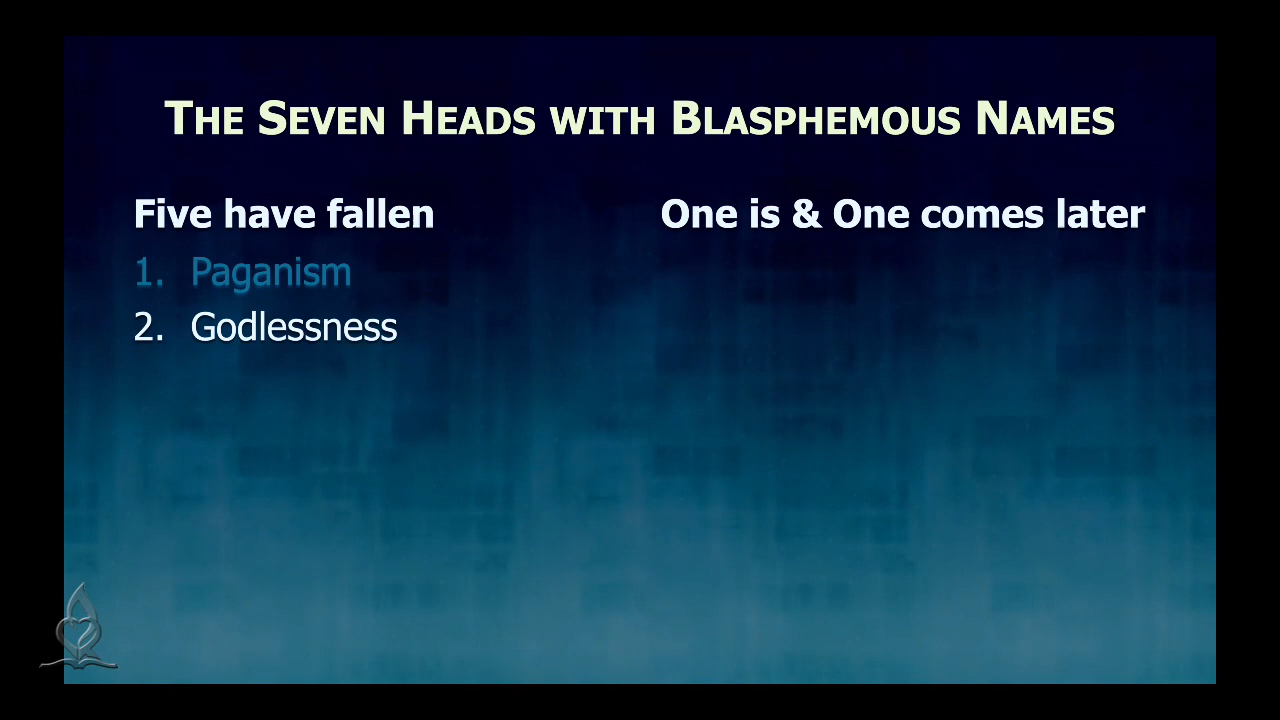 THE SEVEN HEADS WITH BLASPHEMOUS NAMES
Five have fallen
1. Paganism
2. Godlessness
One is & One comes later